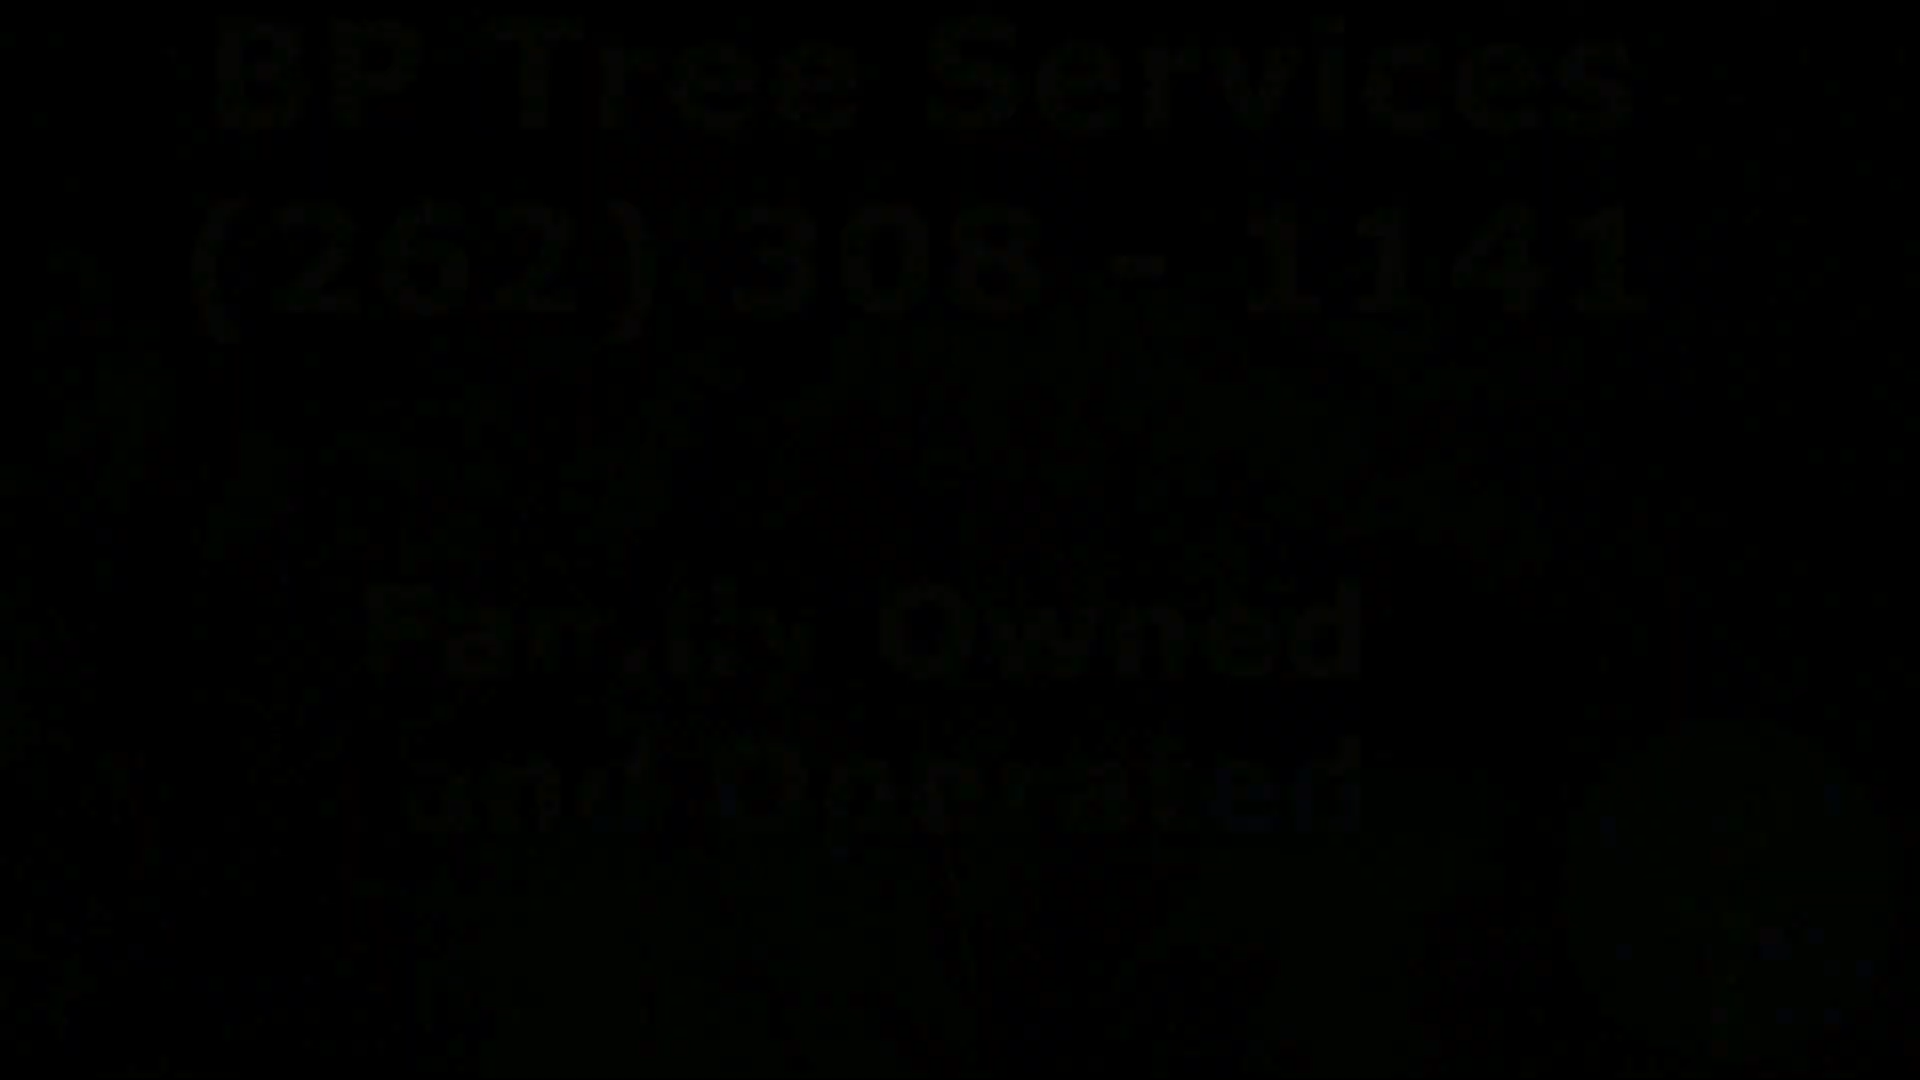 BP Tree Services
(262) 308 - 1141
Family Owned
and Operated